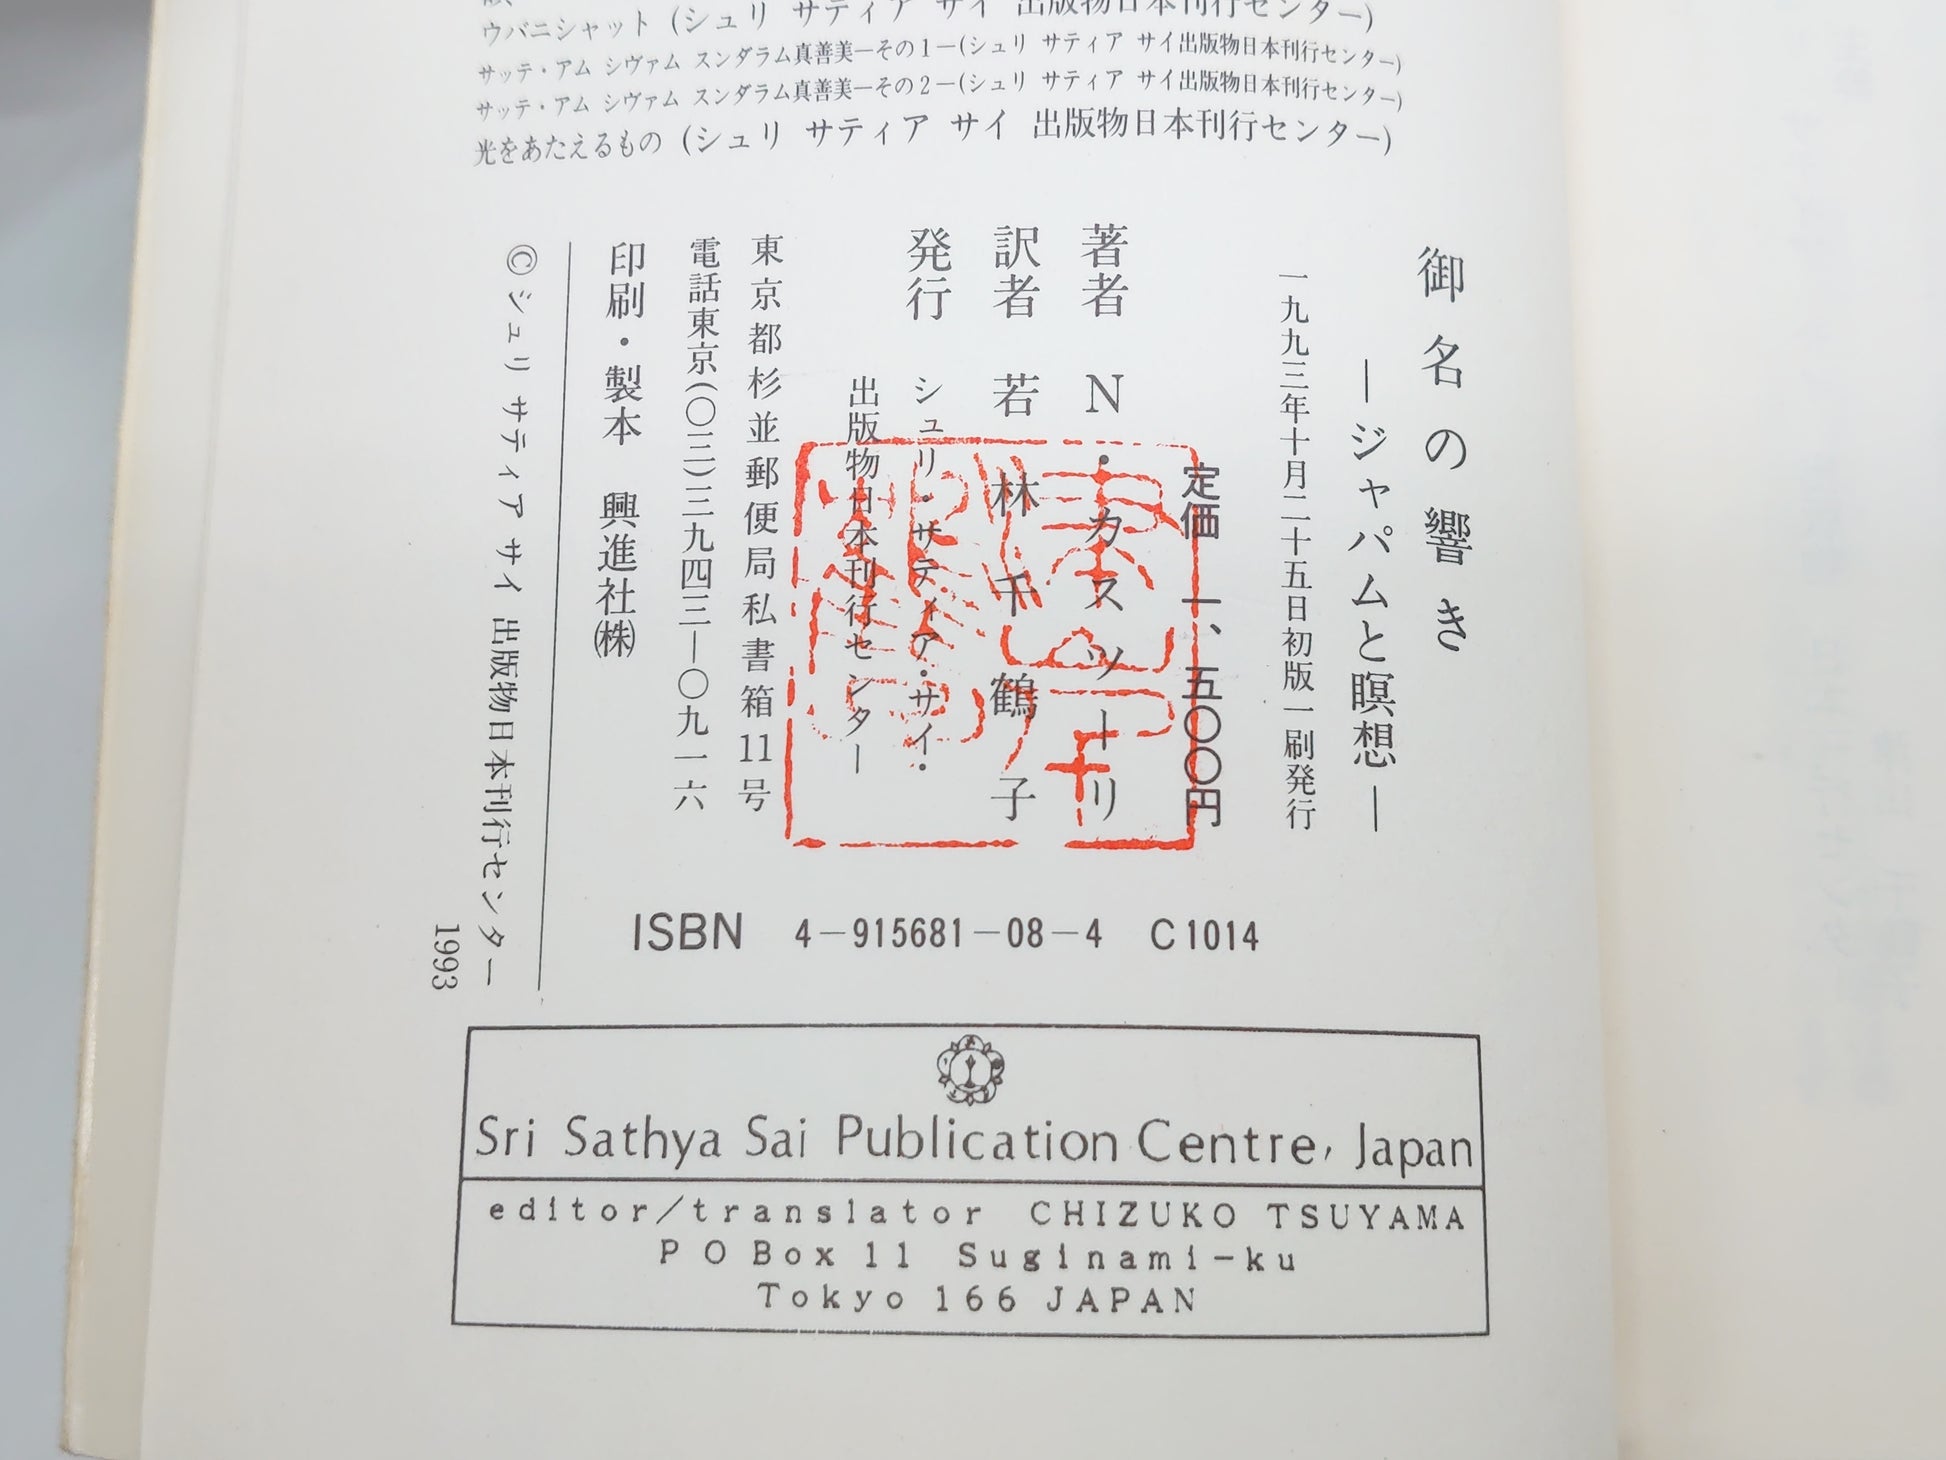 ウパニシャット (シュリ サティア サイ 出版物日本刊行センター)
サッテ・アム シヴァム スンダラム真善美―その1―(シュリ サティア サイ出版物日本刊行センター)
サッテ・アム シヴァム スンダラム真善美―その2―(シュリ サティア サイ出版物日本刊行センター)
光をあたえるもの (シュリ サティア サイ 出版物日本刊行センター)
御名の響き
―ジャパムと瞑想―
一九九三年十月二十五日初版一刷発行
定価 一、五〇〇円
著者 N・カスツーリ
訳者 若林千鶴子
発行 シュリ・サティア・サイ・
出版物日本刊行センター
東京都杉並郵便局私書箱11号
電話東京(〇三)三九四三―〇九一六
印刷・製本 興進社㈱
©シュリ サティア サイ 出版物日本刊行センター
1993
ISBN 4-915681-08-4 C1014
Sri Sathya Sai Publication Centre, Japan
editor/translator CHIZUKO TSUYAMA
P O Box 11 Suginami-ku
Tokyo 166 JAPAN